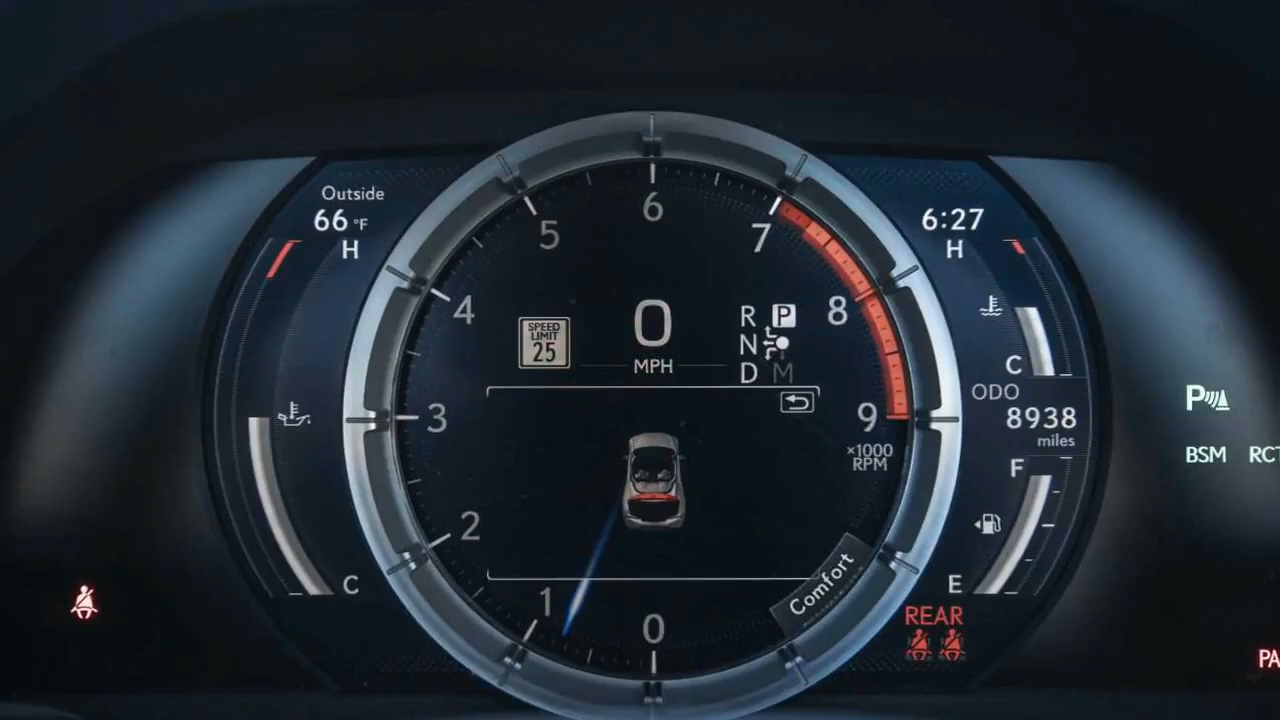 Outside
66 °F
H
C
6
5
7
4
8
3
9
2
1
0
×1000
RPM
SPEED
LIMIT
25
0
MPH
R P
N
D M
Comfort
6:27
H
C
ODO
8938
miles
F
E
REAR
P
BSM RCT
PA